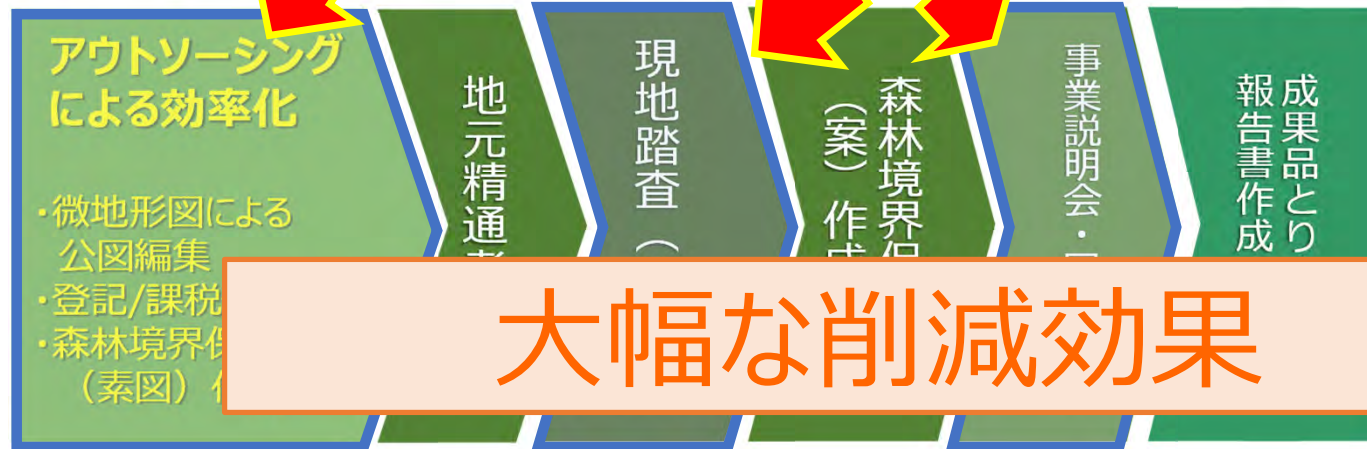 アウトソーシング
による効率化
・微地形図による
公図編集
・登記/課税
・森林境界
（素図）
地元精通
現地踏査（
森林境界保
（案）作成
事業説明会・
成果品とり
報告書作成
大幅な削減効果